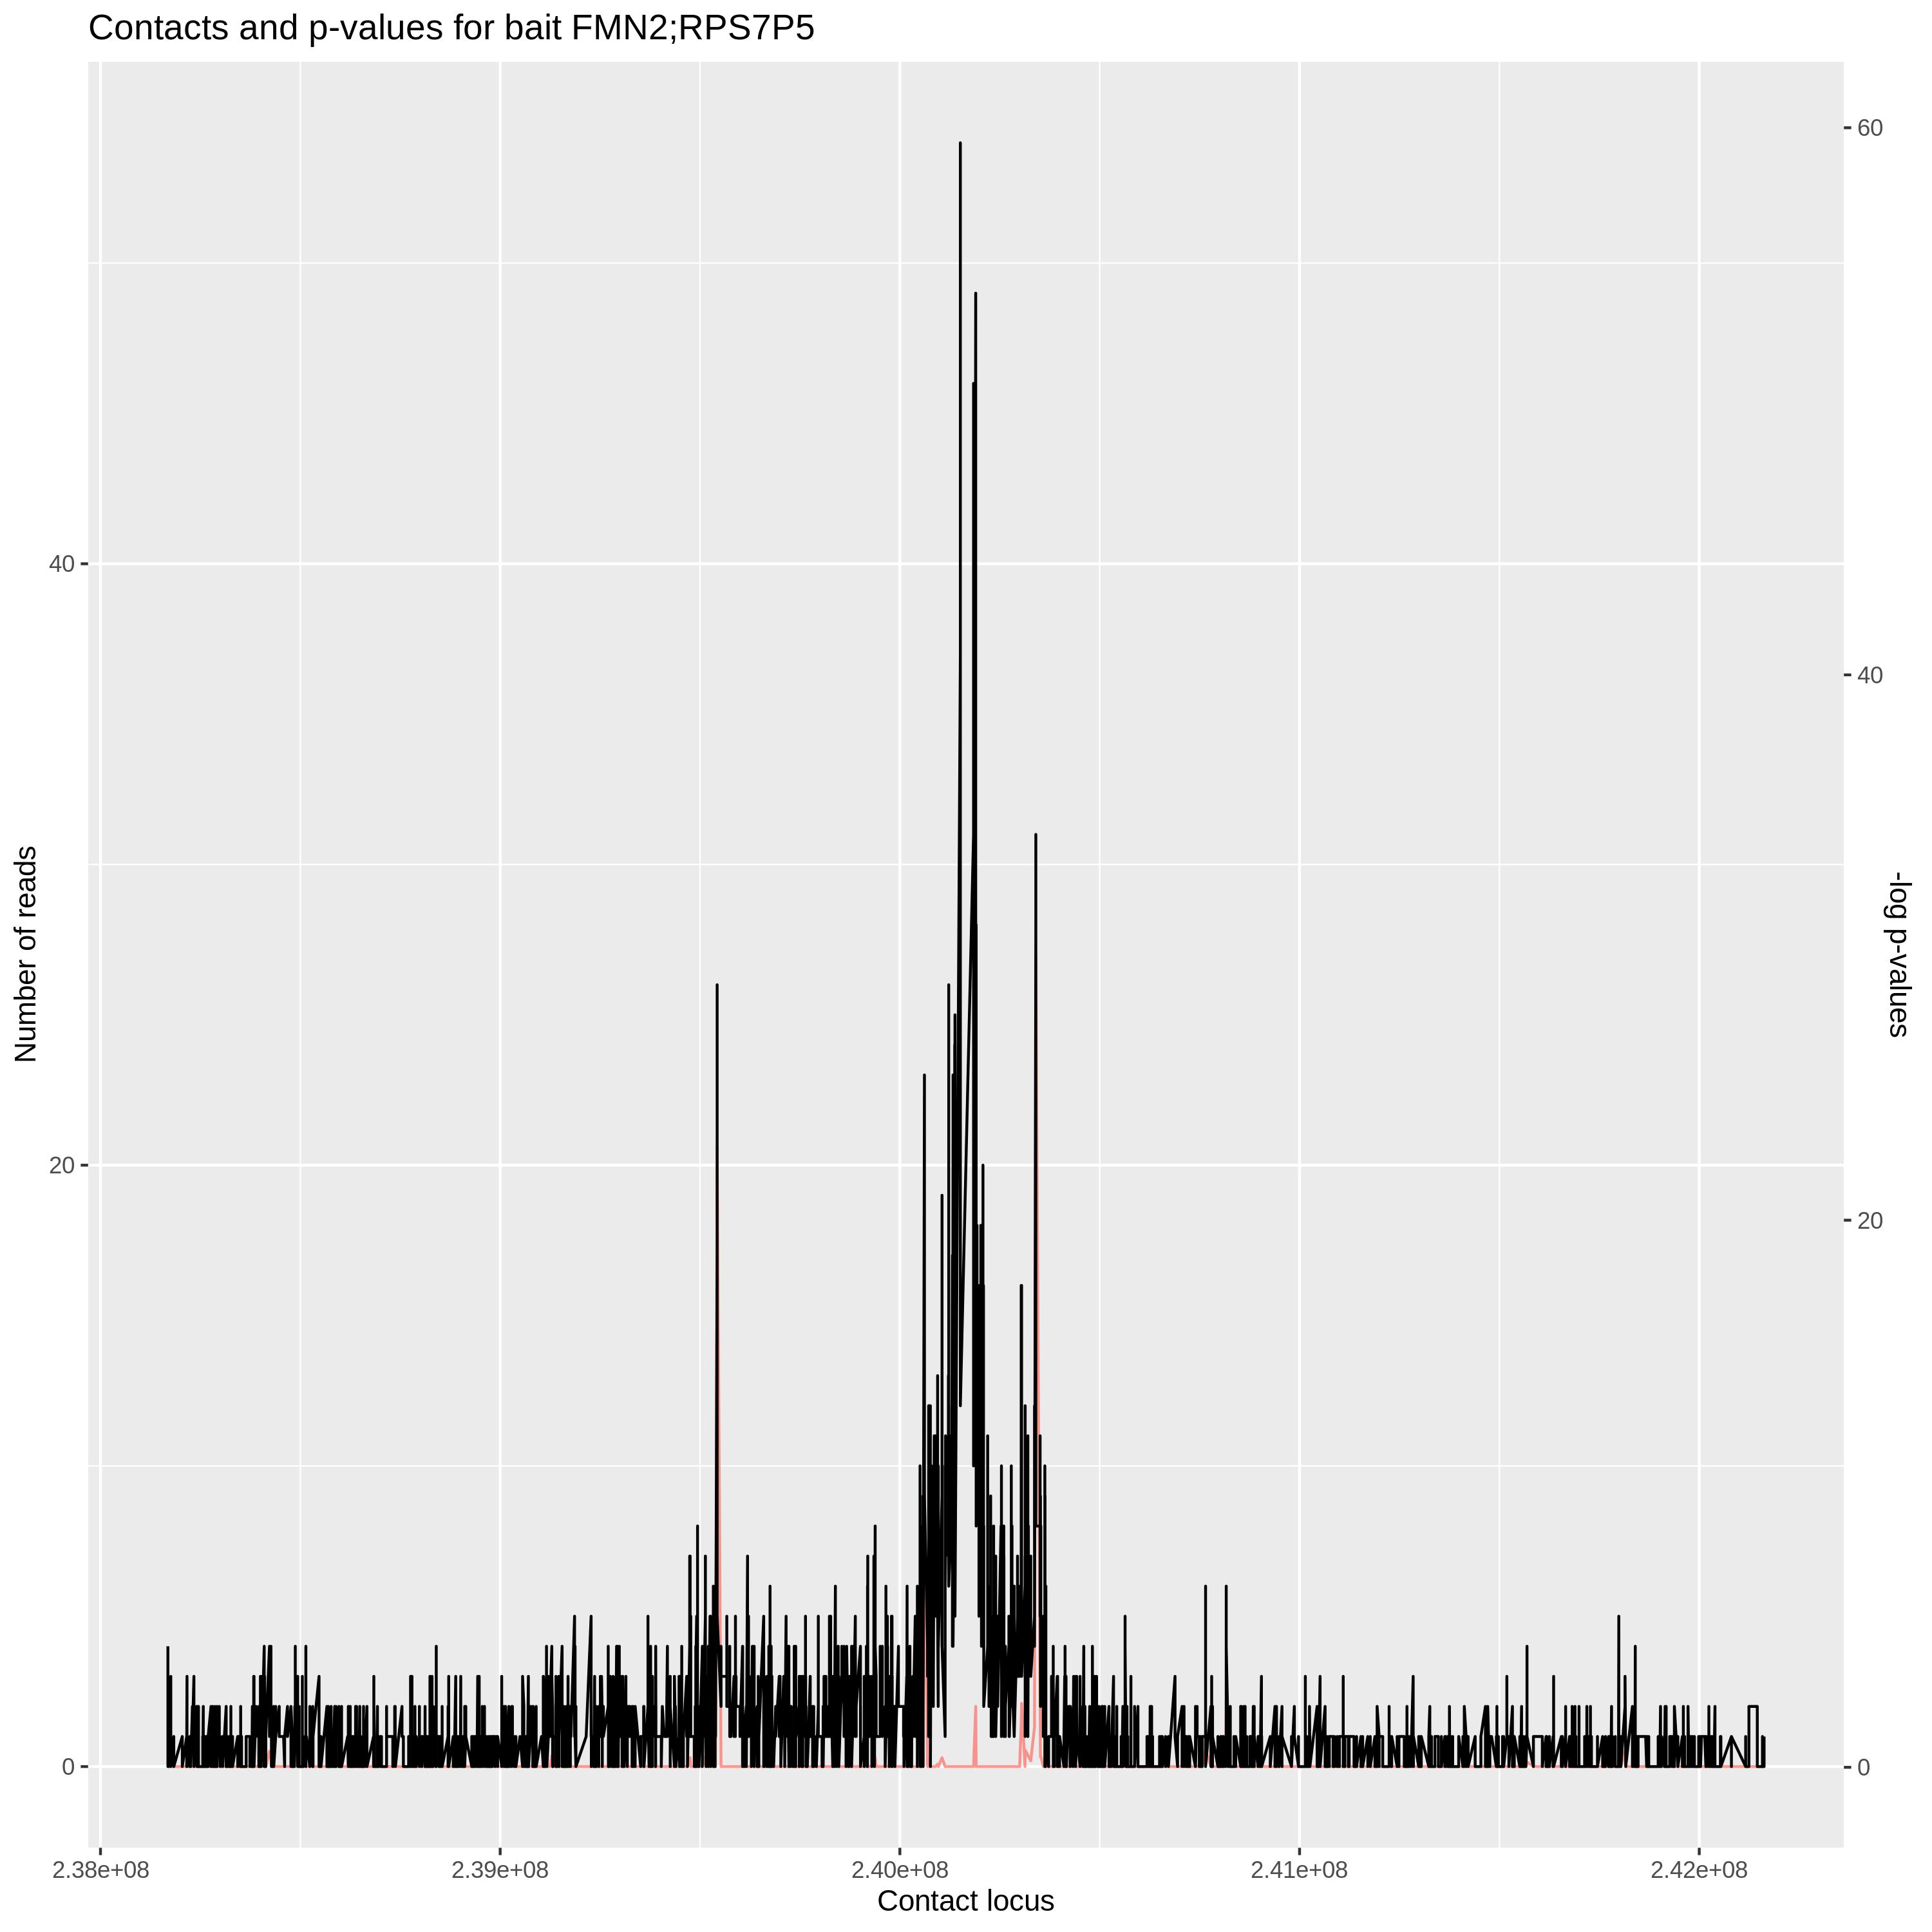 Contacts and p-values for bait FMN2;RPS7P5
60
40
40
20
20
0
0
Number of reads
-log p-values
2.38e+08
2.39e+08
2.40e+08
2.41e+08
2.42e+08
Contact locus